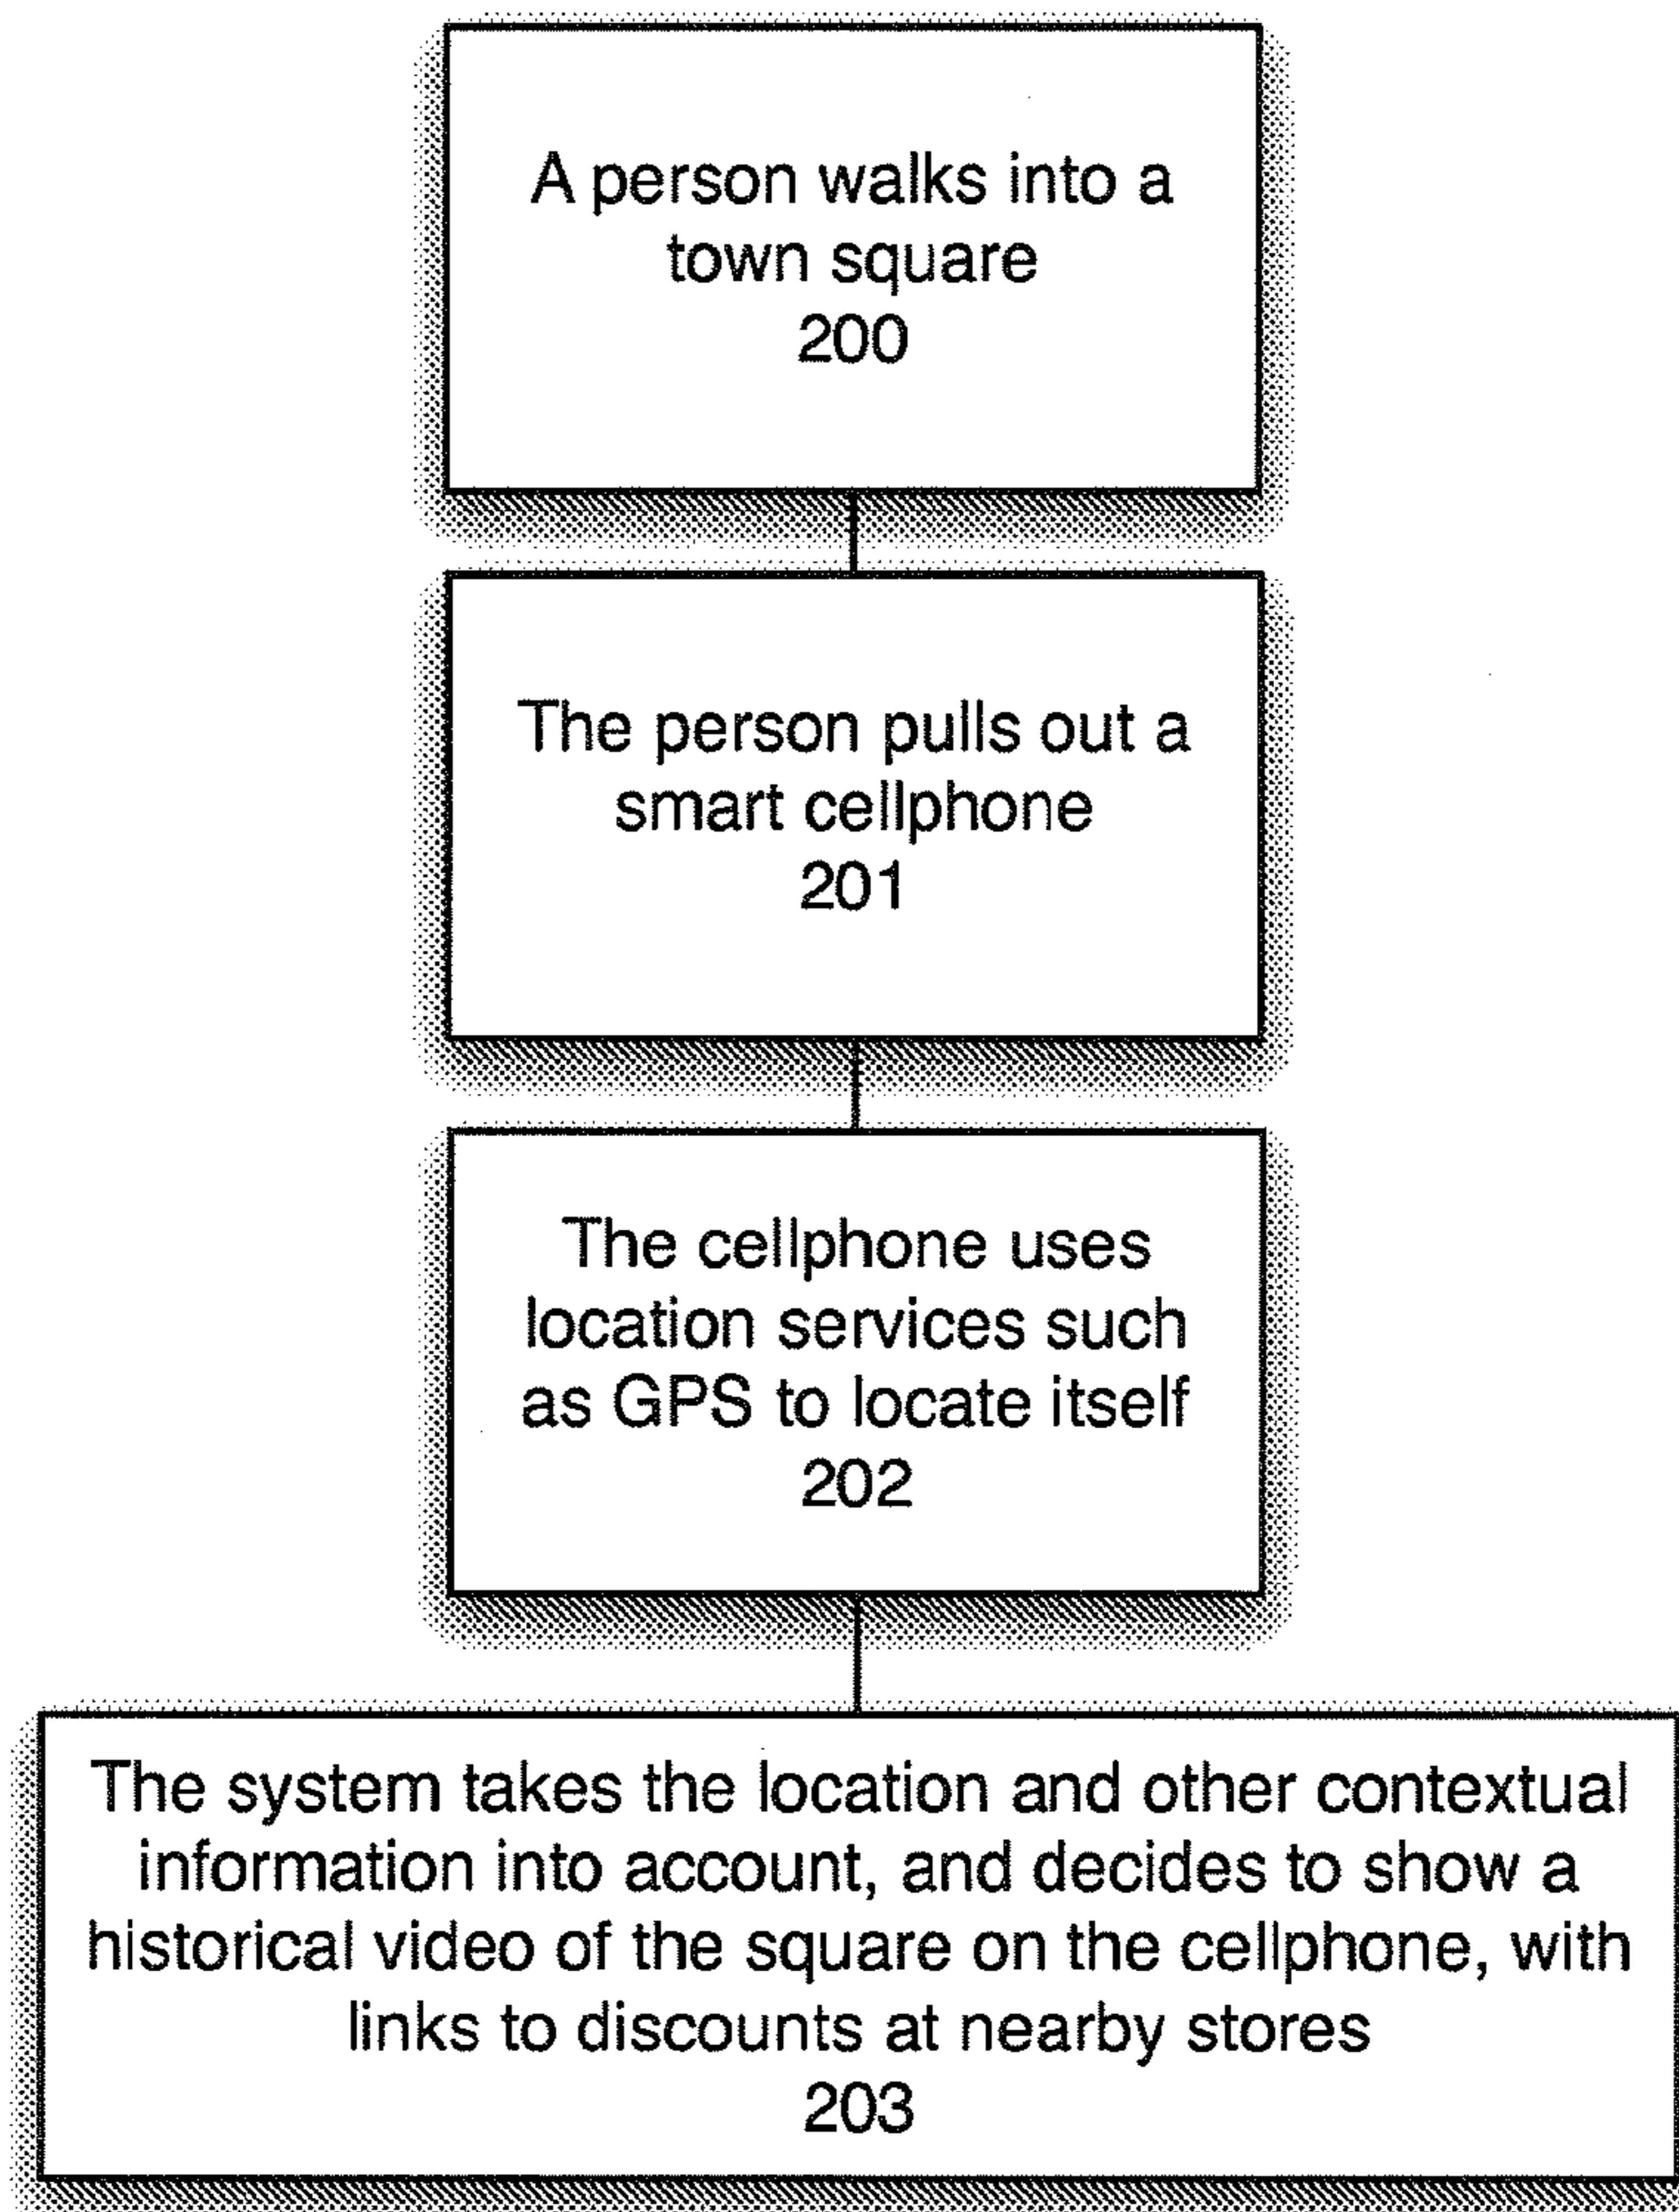 A person walks into a
town square
200
The person pulls out a
smart cellphone
201
The cellphone uses
location services such
as GPS to locate itself
202
The system takes the location and other contextual
information into account, and decides to show a
historical video of the square on the cellphone, with
links to discounts at nearby stores
203